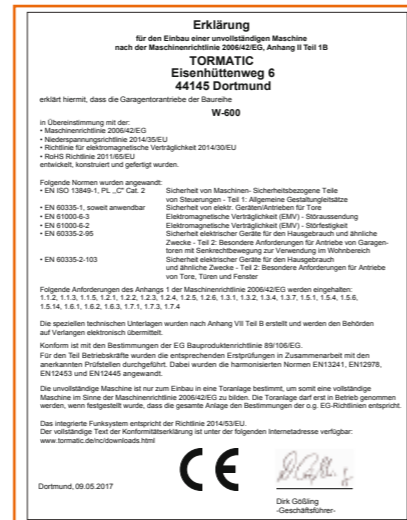 Erklärung
für den Einbau einer unvollständigen Maschine
nach der Maschinenrichtlinie 2006/42/EG, Anhang II Teil 1B
TORMATIC
Eisenhüttenweg 6
44145 Dortmund
erklärt hiermit, dass die Garagentorantriebe der Baureihe
W-600
in Übereinstimmung mit der:
• Maschinenrichtlinie 2006/42/EG
• Niederspannungsrichtlinie 2014/35/EU
• Richtlinie für elektromagnetische Verträglichkeit 2014/30/EU
• RoHS Richtlinie 2011/65/EU
entwickelt, konstruiert und gefertigt wurden.
Folgende Normen wurden angewandt:
• EN ISO 13849-1, PL „C" Cat. 2 Sicherheit von Maschinen- Sicherheitsbezogene Teile
von Steuerungen - Teil 1: Allgemeine Gestaltungleitsätze
• EN 60335-1, soweit anwendbar Sicherheit von elektr. Geräten/Antrieben für Tore
• EN 61000-6-3 Elektromagnetische Verträglichkeit (EMV) - Störaussendung
• EN 61000-6-2 Elektromagnetische Verträglichkeit (EMV) - Störfestigkeit
• EN 60335-2-95 Sicherheit elektrischer Geräte für den Hausgebrauch und ähnliche
Zwecke - Teil 2: Besondere Anforderungen für Antriebe von Garagen-
toren mit Senkrechtbewegung zur Verwendung im Wohnbereich
• EN 60335-2-103 Sicherheit elektrischer Geräte für den Hausgebrauch
und ähnliche Zwecke - Teil 2: Besondere Anforderungen für Antriebe
von Tore, Türen und Fenster
Folgende Anforderungen des Anhangs 1 der Maschinenrichtlinie 2006/42/EG werden eingehalten:
1.1.2, 1.1.3, 1.1.5, 1.2.1, 1.2.2, 1.2.3, 1.2.4, 1.2.5, 1.2.6, 1.3.1, 1.3.2, 1.3.4, 1.3.7, 1.5.1, 1.5.4, 1.5.6,
1.5.14, 1.6.1, 1.6.2, 1.6.3, 1.7.1, 1.7.3, 1.7.4
Die speziellen technischen Unterlagen wurden nach Anhang VII Teil B erstellt und werden den Behörden
auf Verlangen elektronisch übermittelt.
Konform ist mit den Bestimmungen der EG Bauproduktenrichtlinie 89/106/EG.
Für den Teil Betriebskräfte wurden die entsprechenden Erstprüfungen in Zusammenarbeit mit den
anerkannten Prüfstellen durchgeführt. Dabei wurden die harmonisierten Normen EN13241, EN12978,
EN12453 und EN12445 angewandt.
Die unvollständige Maschine ist nur zum Einbau in eine Toranlage bestimmt, um somit eine vollständige
Maschine im Sinne der Maschinenrichtlinie 2006/42/EG zu bilden. Die Toranlage darf erst in Betrieb genommen
werden, wenn festgestellt wurde, dass die gesamte Anlage den Bestimmungen der o.g. EG-Richtlinien entspricht.
Das integrierte Funksystem entspricht der Richtlinie 2014/53/EU.
Der vollständige Text der Konformitätserklärung ist unter der folgenden Internetadresse verfügbar:
www.tormatic.de/nc/downloads.html
CE
Dortmund, 09.05.2017
Dirk Gößling
-Geschäftsführer-